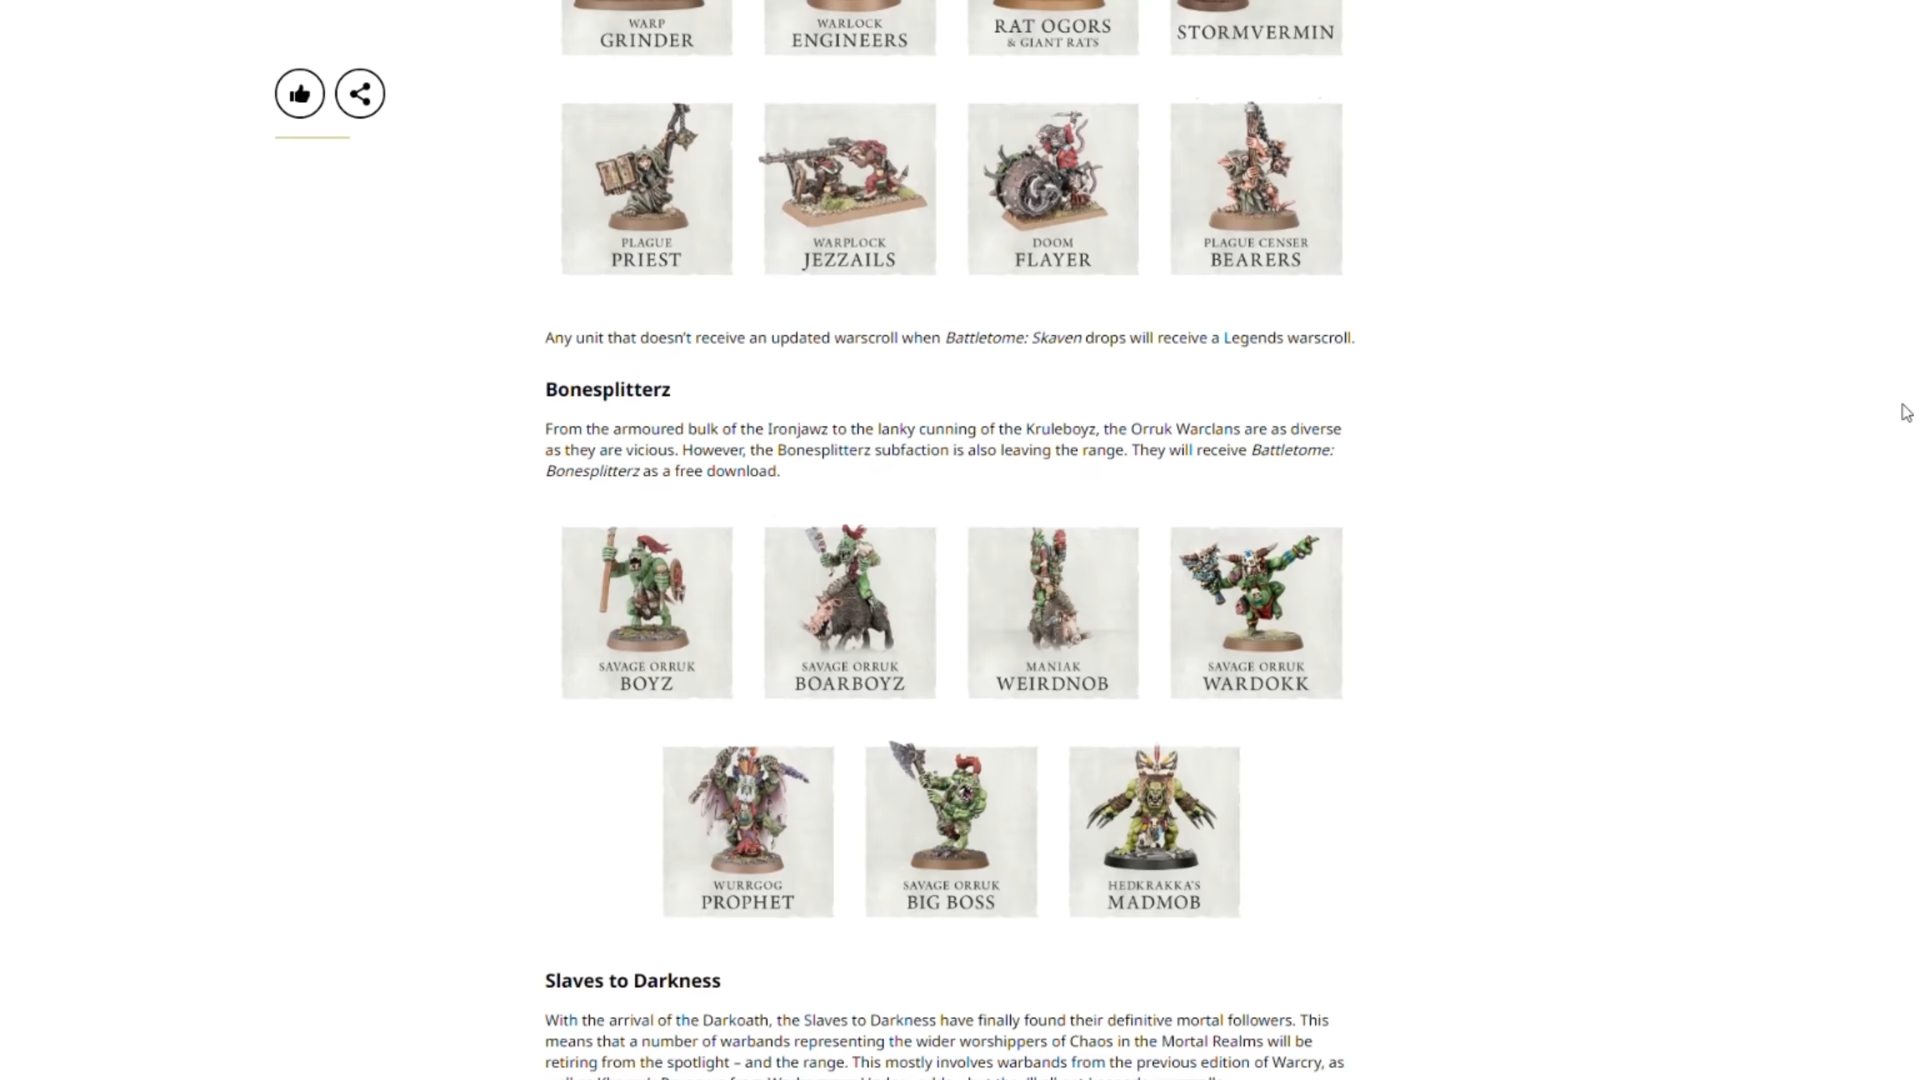 WARP
GRINDER
WARLOCK
ENGINEERS
RAT OGORS
& GIANT RATS
STORMVERMIN
PLAGUE
PRIEST
WARPLOCK
JEZZAILS
DOOM
FLAYER
PLAGUE CENSER
BEARERS
Any unit that doesn't receive an updated warscroll when Battletome: Skaven drops will receive a Legends warscroll.
Bonesplitterz
From the armoured bulk of the Ironjawz to the lanky cunning of the Kruleboyz, the Orruk Warclans are as diverse
as they are vicious. However, the Bonesplitterz subfaction is also leaving the range. They will receive Battletome:
Bonesplitterz as a free download.
SAVAGE ORRUK
BOYZ
SAVAGE ORRUK
BOARBOYZ
MANIAK
WEIRDNOB
SAVAGE ORRUK
WARDOKK
WURRGOG
PROPHET
SAVAGE ORRUK
BIG BOSS
HEDKRAKKA'S
MADMOB
Slaves to Darkness
With the arrival of the Darkoath, the Slaves to Darkness have finally found their definitive mortal followers. This
means that a number of warbands representing the wider worshippers of Chaos in the Mortal Realms will be
retiring from the spotlight – and the range. This mostly involves warbands from the previous edition of Warcry, as